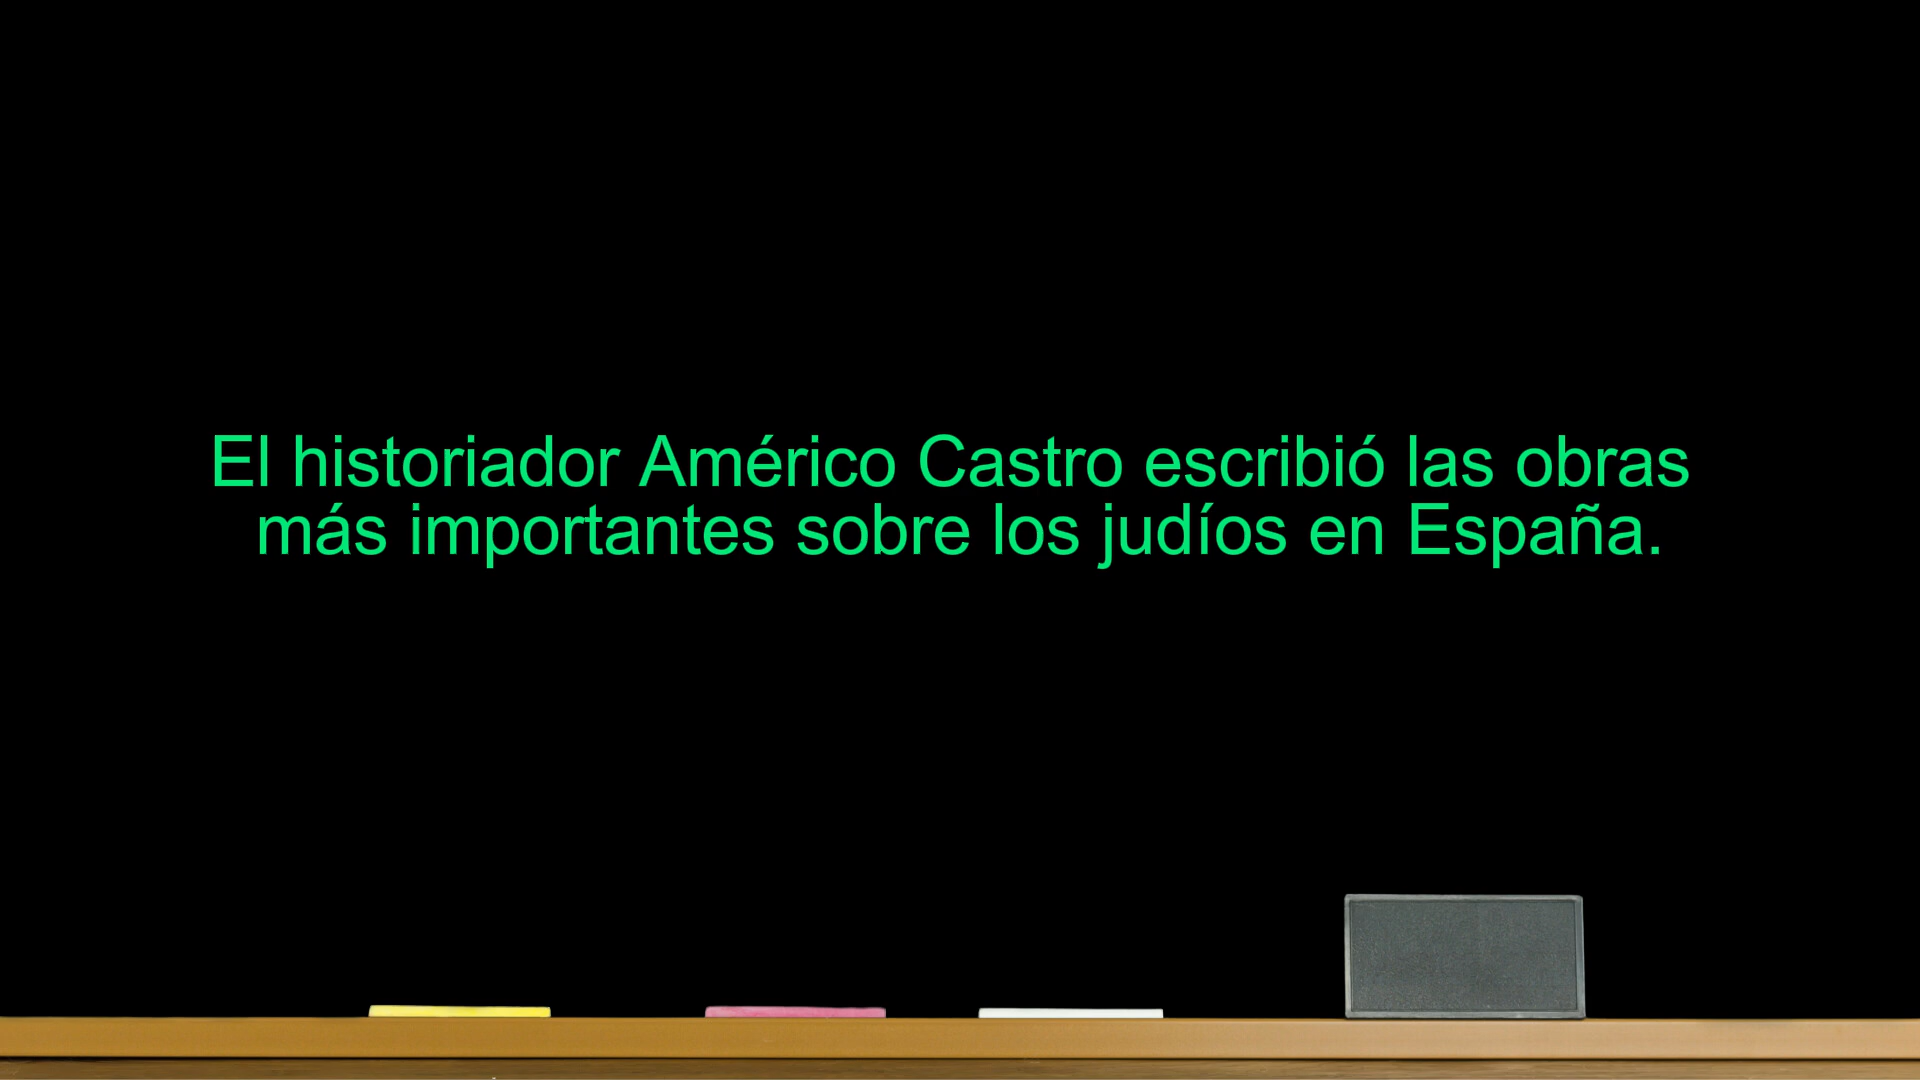 El historiador Américo Castro escribió las obras
más importantes sobre los judíos en España.